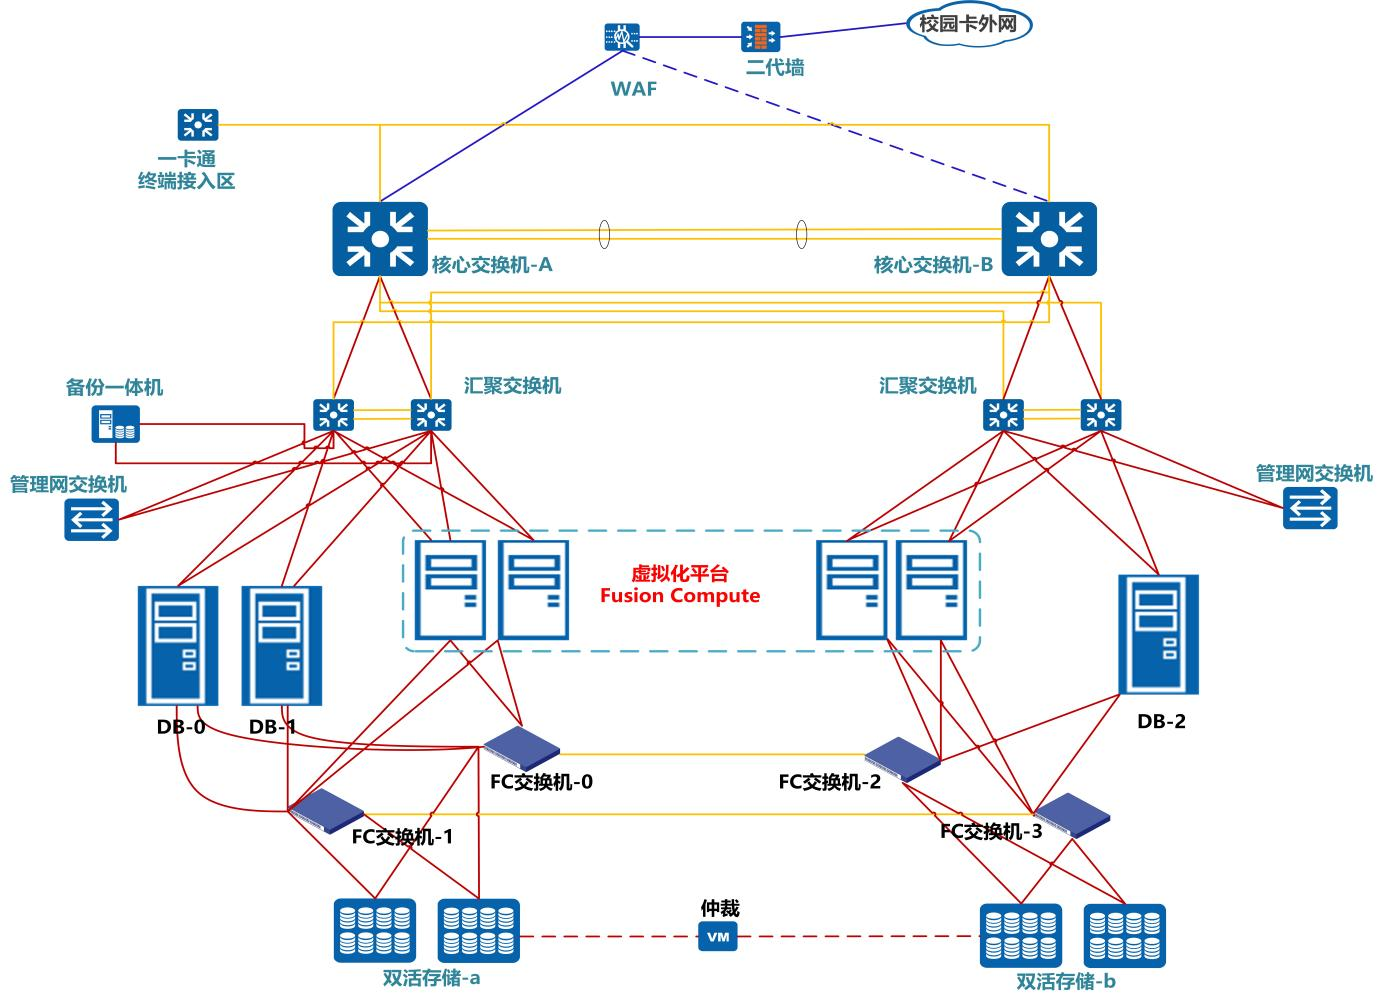 校园卡外网
二代墙
WAF
一卡通
终端接入区
核心交换机-A
核心交换机-B
备份一体机
汇聚交换机
汇聚交换机
管理网交换机
管理网交换机
虚拟化平台
Fusion Compute
DB-0
DB-1
DB-2
FC交换机-0
FC交换机-2
FC交换机-1
FC交换机-3
仲裁
VM
双活存储-a
双活存储-b